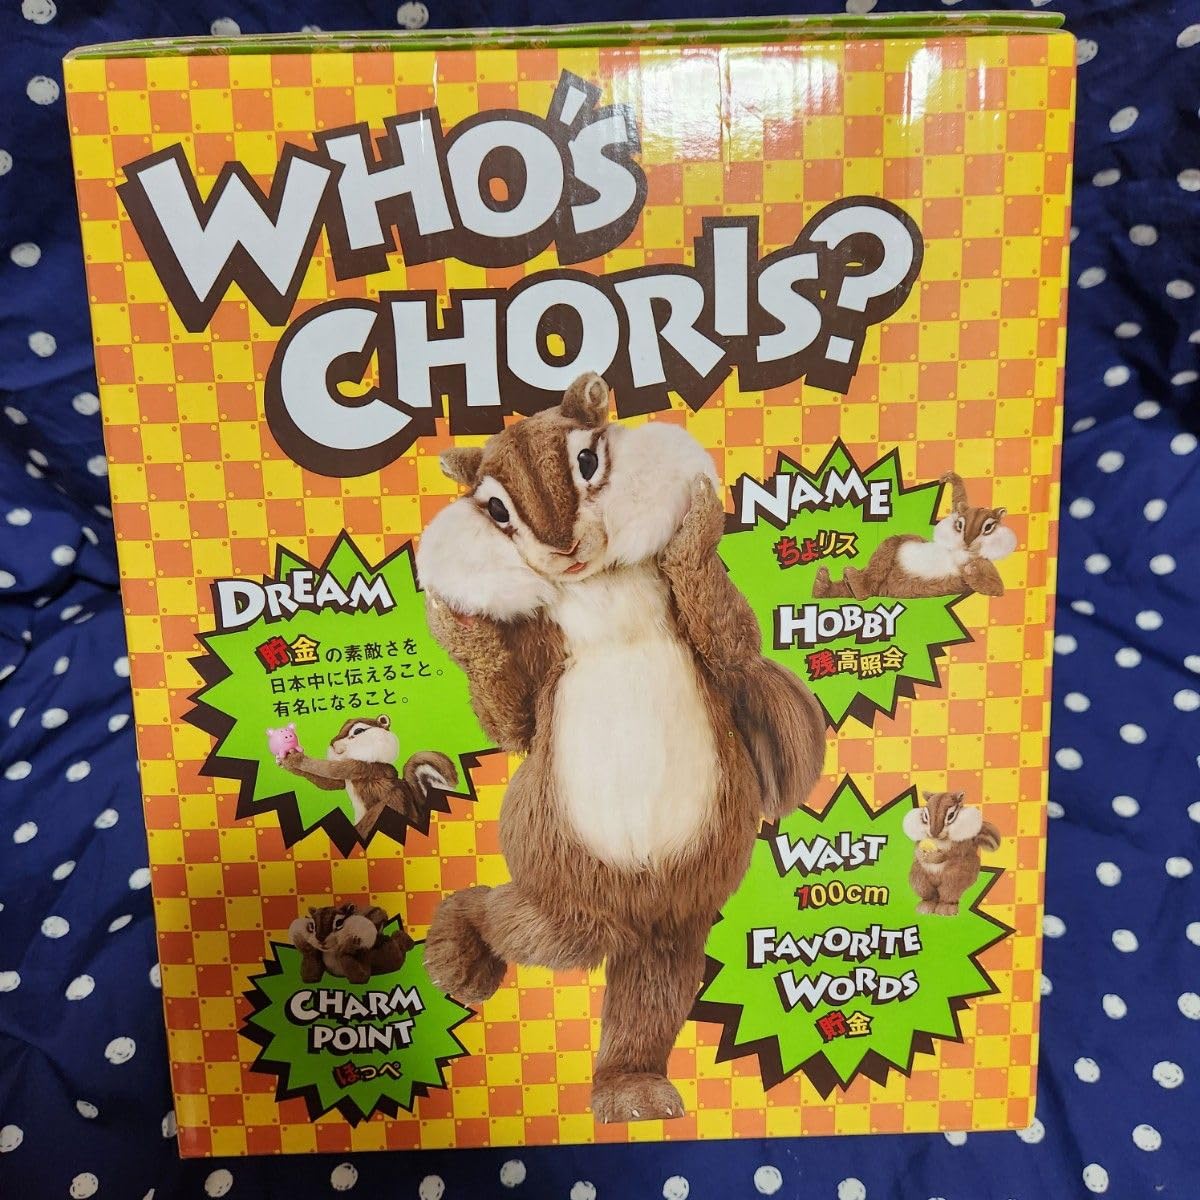 WHO'S
CHORIS?
NAME
ちょリス
HOBBY
残高照会
DREAM
貯金の素敵さを
日本中に伝えること。
有名になること。
WAIST
100cm
FAVORITE
WORDS
貯金
CHARM
POINT
ほっぺ